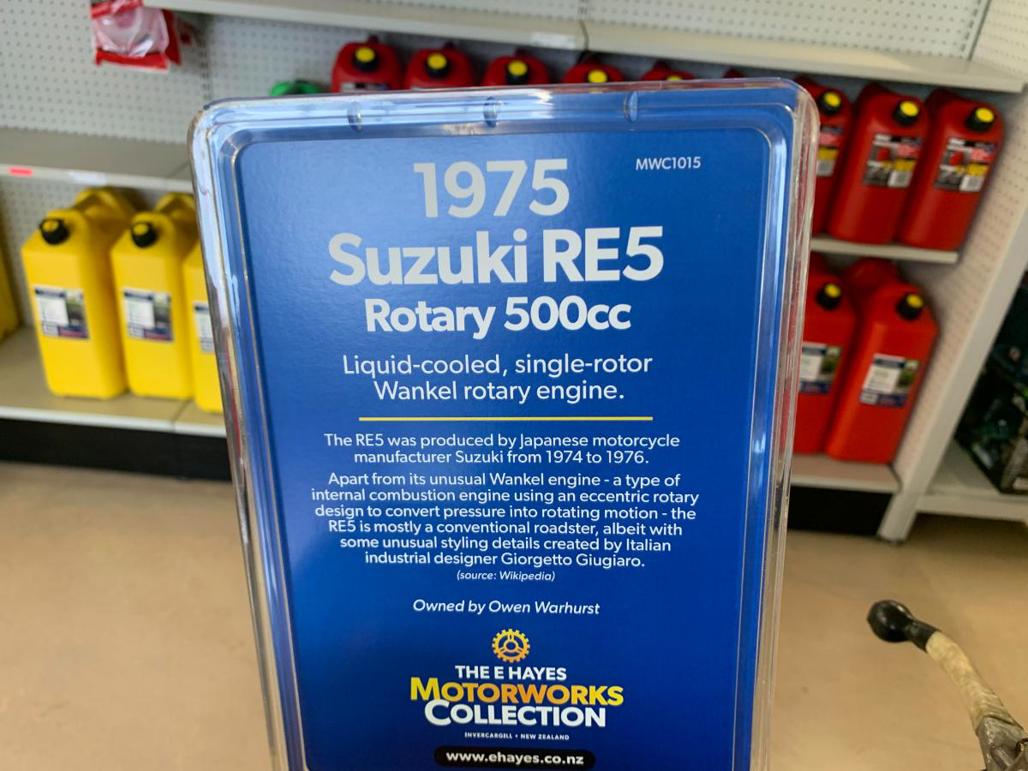 MWC1015
1975
Suzuki RE5
Rotary 500cc
Liquid-cooled, single-rotor
Wankel rotary engine.
The RE5 was produced by Japanese motorcycle
manufacturer Suzuki from 1974 to 1976.
Apart from its unusual Wankel engine - a type of
internal combustion engine using an eccentric rotary
design to convert pressure into rotating motion - the
RE5 is mostly a conventional roadster, albeit with
some unusual styling details created by Italian
industrial designer Giorgetto Giugiaro.
(source: Wikipedia)
Owned by Owen Warhurst
THE E HAYES
MOTORWORKS
COLLECTION
INVERCARGILL • NEW ZEALAND
www.ehayes.co.nz